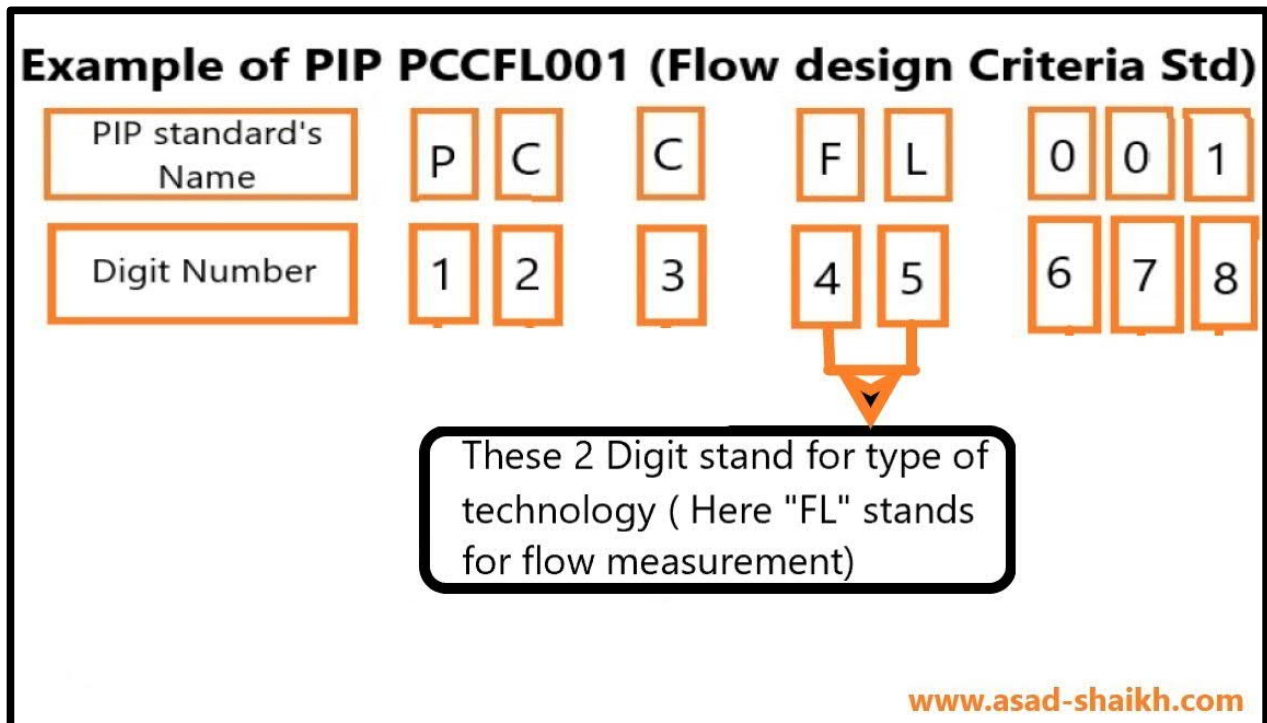 Example of PIP PCCFL001 (Flow design Criteria Std)
PIP standard's
Name
P C C F L 0 0 1
Digit Number 1 2 3 4 5 6 7 8
These 2 Digit stand for type of
technology ( Here "FL" stands
for flow measurement)
www.asad-shaikh.com